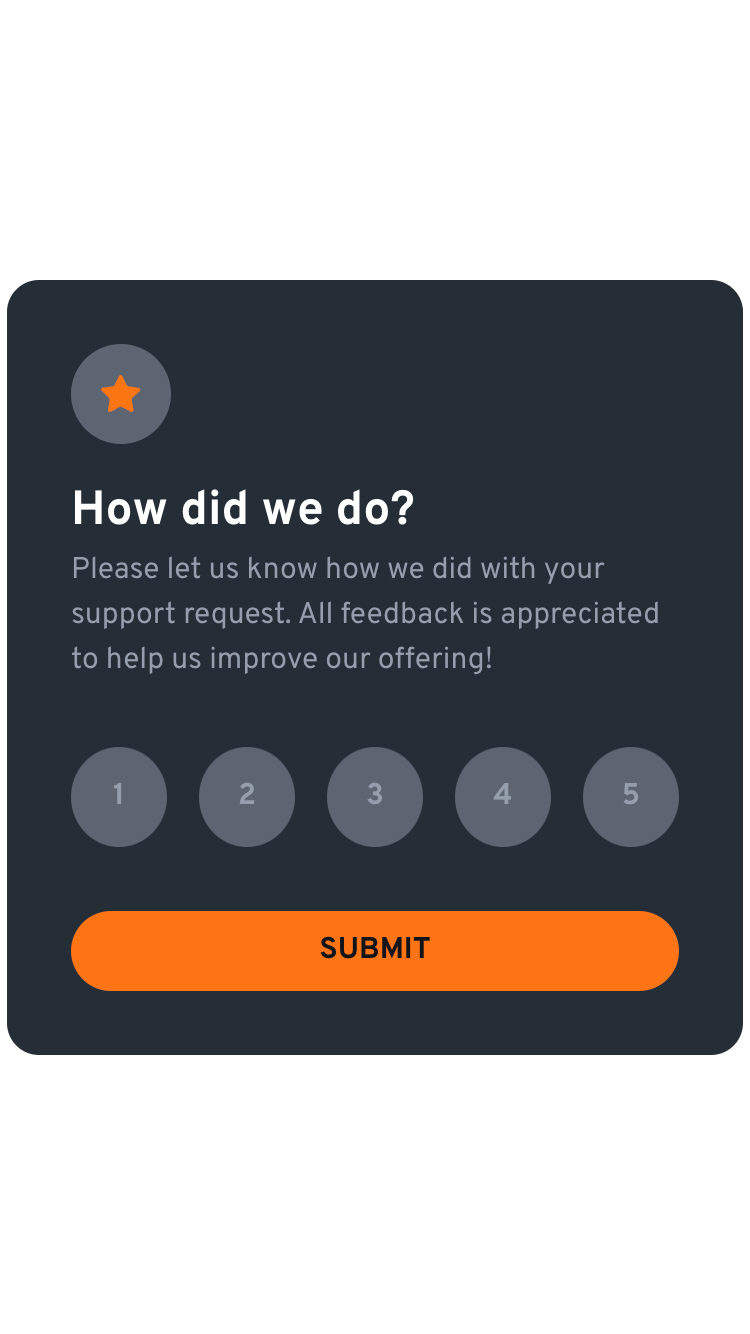 How did we do?
Please let us know how we did with your
support request. All feedback is appreciated
to help us improve our offering!
1 2 3 4 5
SUBMIT